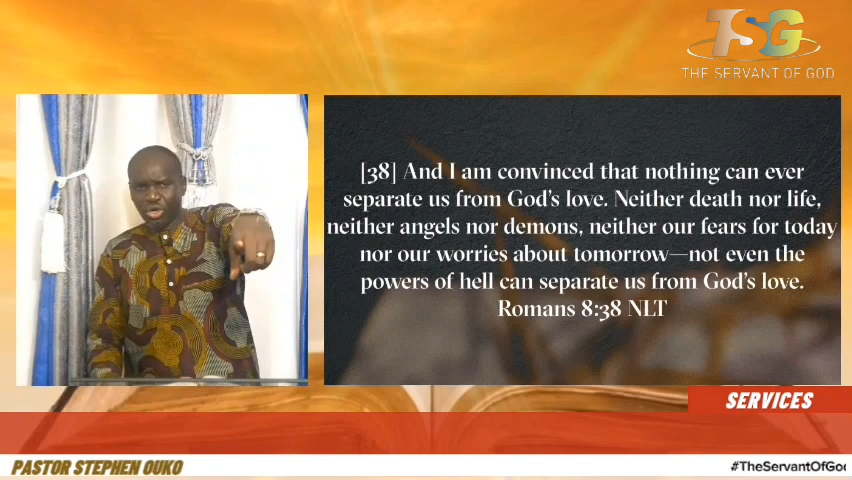 TSG
THE SERVANT OF GOD
[38] And I am convinced that nothing can ever
separate us from God's love. Neither death nor life,
neither angels nor demons, neither our fears for today
nor our worries about tomorrow—not even the
powers of hell can separate us from God's love.
Romans 8:38 NLT
SERVICES
PASTOR STEPHEN OUKO
#TheServantOfGo